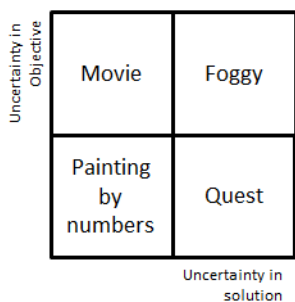 Uncertainty in
Objective
Movie
Foggy
Painting
by
numbers
Quest
Uncertainty in
solution